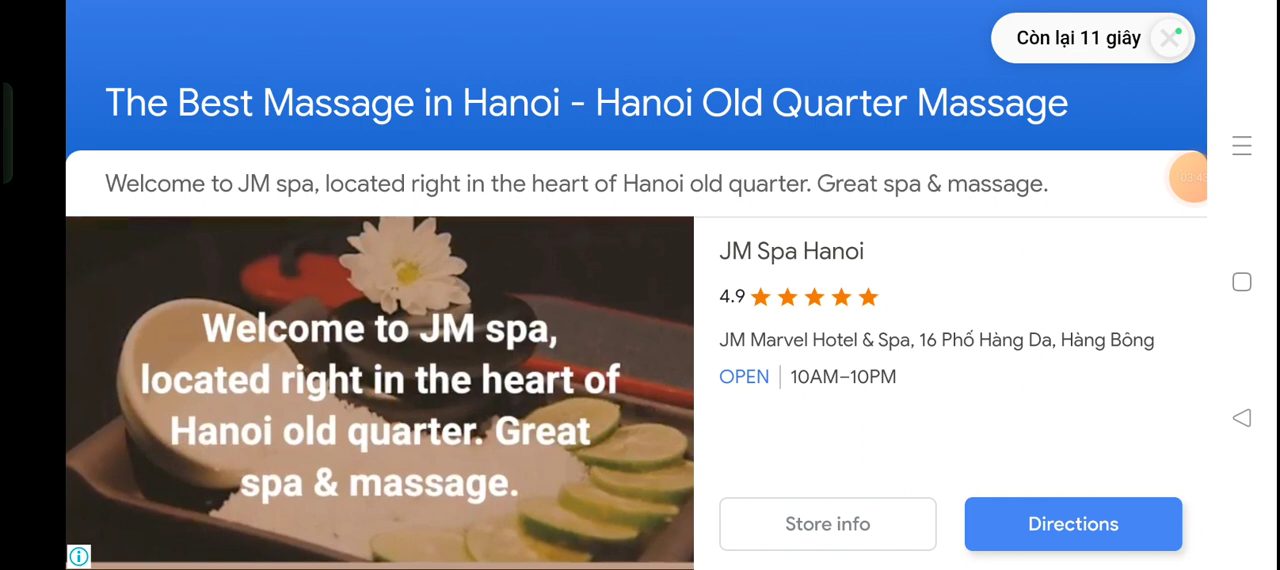 Còn lại 11 giây
The Best Massage in Hanoi - Hanoi Old Quarter Massage
Welcome to JM spa, located right in the heart of Hanoi old quarter. Great spa & massage.
Welcome to JM spa,
located right in the heart of
Hanoi old quarter. Great
spa & massage.
JM Spa Hanoi
4.9
JM Marvel Hotel & Spa, 16 Phố Hàng Da, Hàng Bông
OPEN | 10AM–10PM
Store info
Directions